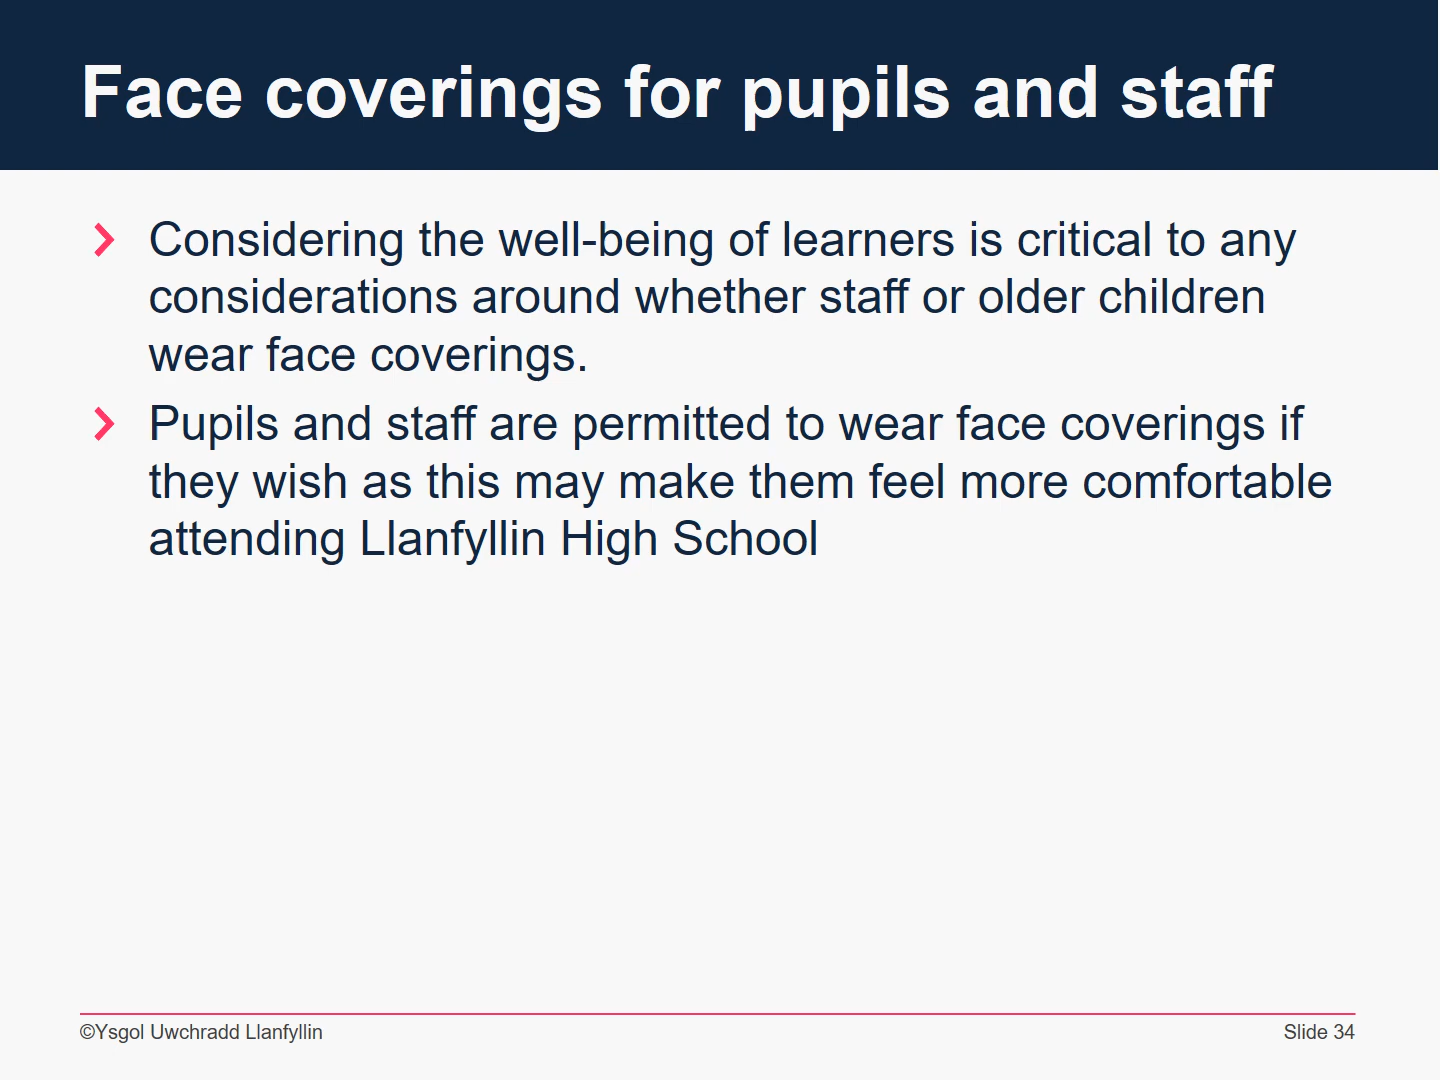 Face coverings for pupils and staff
Considering the well-being of learners is critical to any
considerations around whether staff or older children
wear face coverings.
Pupils and staff are permitted to wear face coverings if
they wish as this may make them feel more comfortable
attending Llanfyllin High School
©Ysgol Uwchradd Llanfyllin
Slide 34